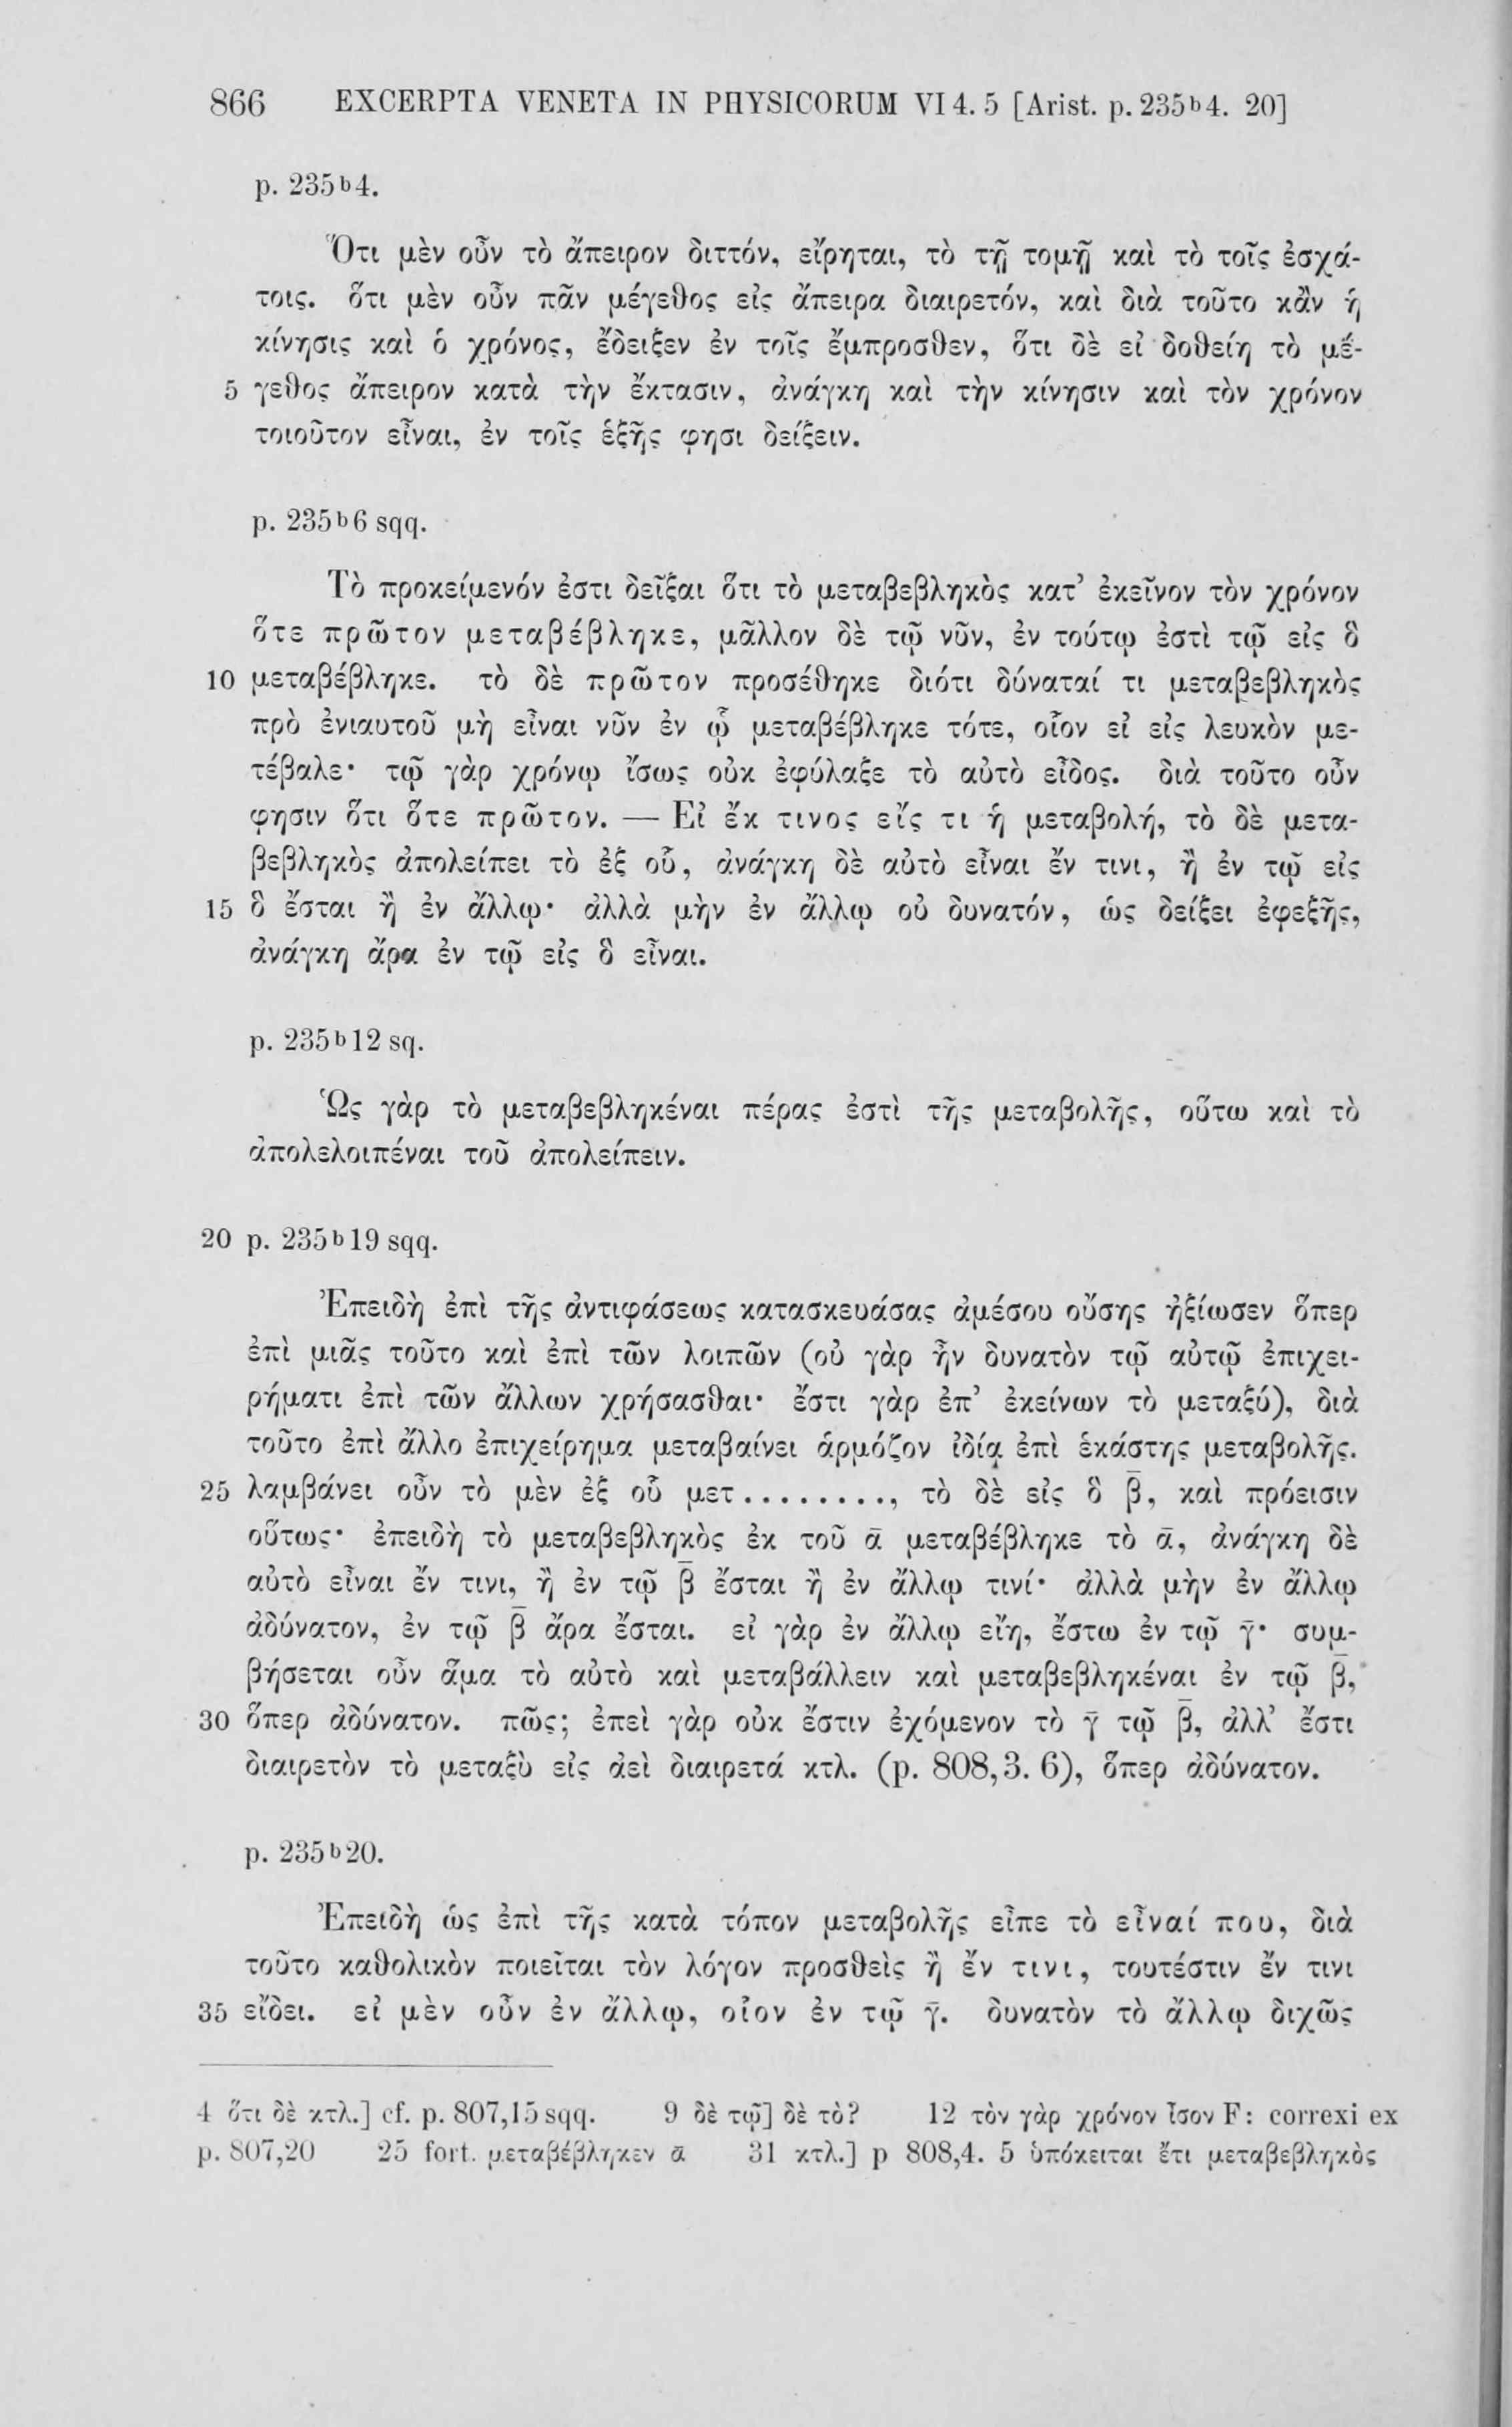 866 EXCERPTA VENETA IN PHYSICORUM VI 4. 5 [Arist. p. 235ᵇ4. 20]
p. 235ᵇ4.
Ὅτι μὲν οὖν τὸ ἄπειρον διττόν, εἴρηται, τὸ τῇ τομῇ καὶ τὸ τοῖς ἐσχά-
τοις. ὅτι μὲν οὖν πᾶν μέγεθος εἰς ἄπειρα διαιρετόν, καὶ διὰ τοῦτο κἂν ἡ
κίνησις καὶ ὁ χρόνος, ἔδειξεν ἐν τοῖς ἔμπροσθεν, ὅτι δὲ εἰ δοθείη τὸ μέ-
5 γεθος ἄπειρον κατὰ τὴν ἔκτασιν, ἀνάγκη καὶ τὴν κίνησιν καὶ τὸν χρόνον
τοιοῦτον εἶναι, ἐν τοῖς ἑξῆς φησι δείξειν.
p. 235ᵇ6 sqq.
Τὸ προκείμενόν ἐστι δεῖξαι ὅτι τὸ μεταβεβληκὸς κατ’ ἐκεῖνον τὸν χρόνον
ὅτε πρῶτον μεταβέβληκε, μᾶλλον δὲ τῷ νῦν, ἐν τούτῳ ἐστὶ τῷ εἰς ὃ
10 μεταβέβληκε. τὸ δὲ πρῶτον προσέθηκε διότι δύναταί τι μεταβεβληκὸς
πρὸ ἐνιαυτοῦ μὴ εἶναι νῦν ἐν ᾧ μεταβέβληκε τότε, οἷον εἰ εἰς λευκὸν με-
τέβαλε· τῷ γὰρ χρόνῳ ἴσως οὐκ ἐφύλαξε τὸ αὐτὸ εἶδος. διὰ τοῦτο οὖν
φησιν ὅτι ὅτε πρῶτον. — Εἰ ἔκ τινος εἴς τι ἡ μεταβολή, τὸ δὲ μετα-
βεβληκὸς ἀπολείπει τὸ ἐξ οὗ, ἀνάγκη δὲ αὐτὸ εἶναι ἔν τινι, ἢ ἐν τῷ εἰς
15 ὃ ἔσται ἢ ἐν ἄλλῳ· ἀλλὰ μὴν ἐν ἄλλῳ οὐ δυνατόν, ὡς δείξει ἐφεξῆς,
ἀνάγκη ἄρα ἐν τῷ εἰς ὃ εἶναι.
p. 235ᵇ12 sq.
Ὡς γὰρ τὸ μεταβεβληκέναι πέρας ἐστὶ τῆς μεταβολῆς, οὕτω καὶ τὸ
ἀπολελοιπέναι τοῦ ἀπολείπειν.
20 p. 235ᵇ19 sqq.
Ἐπειδὴ ἐπὶ τῆς ἀντιφάσεως κατασκευάσας ἀμέσου οὔσης ἠξίωσεν ὅπερ
ἐπὶ μιᾶς τοῦτο καὶ ἐπὶ τῶν λοιπῶν (οὐ γὰρ ἦν δυνατὸν τῷ αὐτῷ ἐπιχει-
ρήματι ἐπὶ τῶν ἄλλων χρήσασθαι· ἔστι γὰρ ἐπ’ ἐκείνων τὸ μεταξύ), διὰ
τοῦτο ἐπὶ ἄλλο ἐπιχείρημα μεταβαίνει ἁρμόζον ἰδίᾳ ἐπὶ ἑκάστης μεταβολῆς.
25 λαμβάνει οὖν τὸ μὲν ἐξ οὗ μετ........., τὸ δὲ εἰς ὃ β̄, καὶ πρόεισιν
οὕτως· ἐπειδὴ τὸ μεταβεβληκὸς ἐκ τοῦ ᾱ μεταβέβληκε τὸ ᾱ, ἀνάγκη δὲ
αὐτὸ εἶναι ἔν τινι, ἢ ἐν τῷ β̄ ἔσται ἢ ἐν ἄλλῳ τινί· ἀλλὰ μὴν ἐν ἄλλῳ
ἀδύνατον, ἐν τῷ β̄ ἄρα ἔσται. εἰ γὰρ ἐν ἄλλῳ εἴη, ἔστω ἐν τῷ γ̄· συμ-
βήσεται οὖν ἅμα τὸ αὐτὸ καὶ μεταβάλλειν καὶ μεταβεβληκέναι ἐν τῷ β̄,
30 ὅπερ ἀδύνατον. πῶς; ἐπεὶ γὰρ οὐκ ἔστιν ἐχόμενον τὸ γ̄ τῷ β̄, ἀλλ’ ἔστι
διαιρετὸν τὸ μεταξὺ εἰς ἀεὶ διαιρετά κτλ. (p. 808,3. 6), ὅπερ ἀδύνατον.
p. 235ᵇ20.
Ἐπειδὴ ὡς ἐπὶ τῆς κατὰ τόπον μεταβολῆς εἶπε τὸ εἶναί που, διὰ
τοῦτο καθολικὸν ποιεῖται τὸν λόγον προσθεὶς ἢ ἔν τινι, τουτέστιν ἔν τινι
35 εἴδει. εἰ μὲν οὖν ἐν ἄλλῳ, οἷον ἐν τῷ γ̄. δυνατὸν τὸ ἄλλῳ διχῶς
4 ὅτι δὲ κτλ.] cf. p. 807,15 sqq. 9 δὲ τῷ] δὲ τὸ? 12 τὸν γὰρ χρόνον ἴσον F: correxi ex
p. 807,20 25 fort. μεταβέβληκεν ᾱ 31 κτλ.] p 808,4. 5 ὑπόκειται ἔτι μεταβεβληκὸς